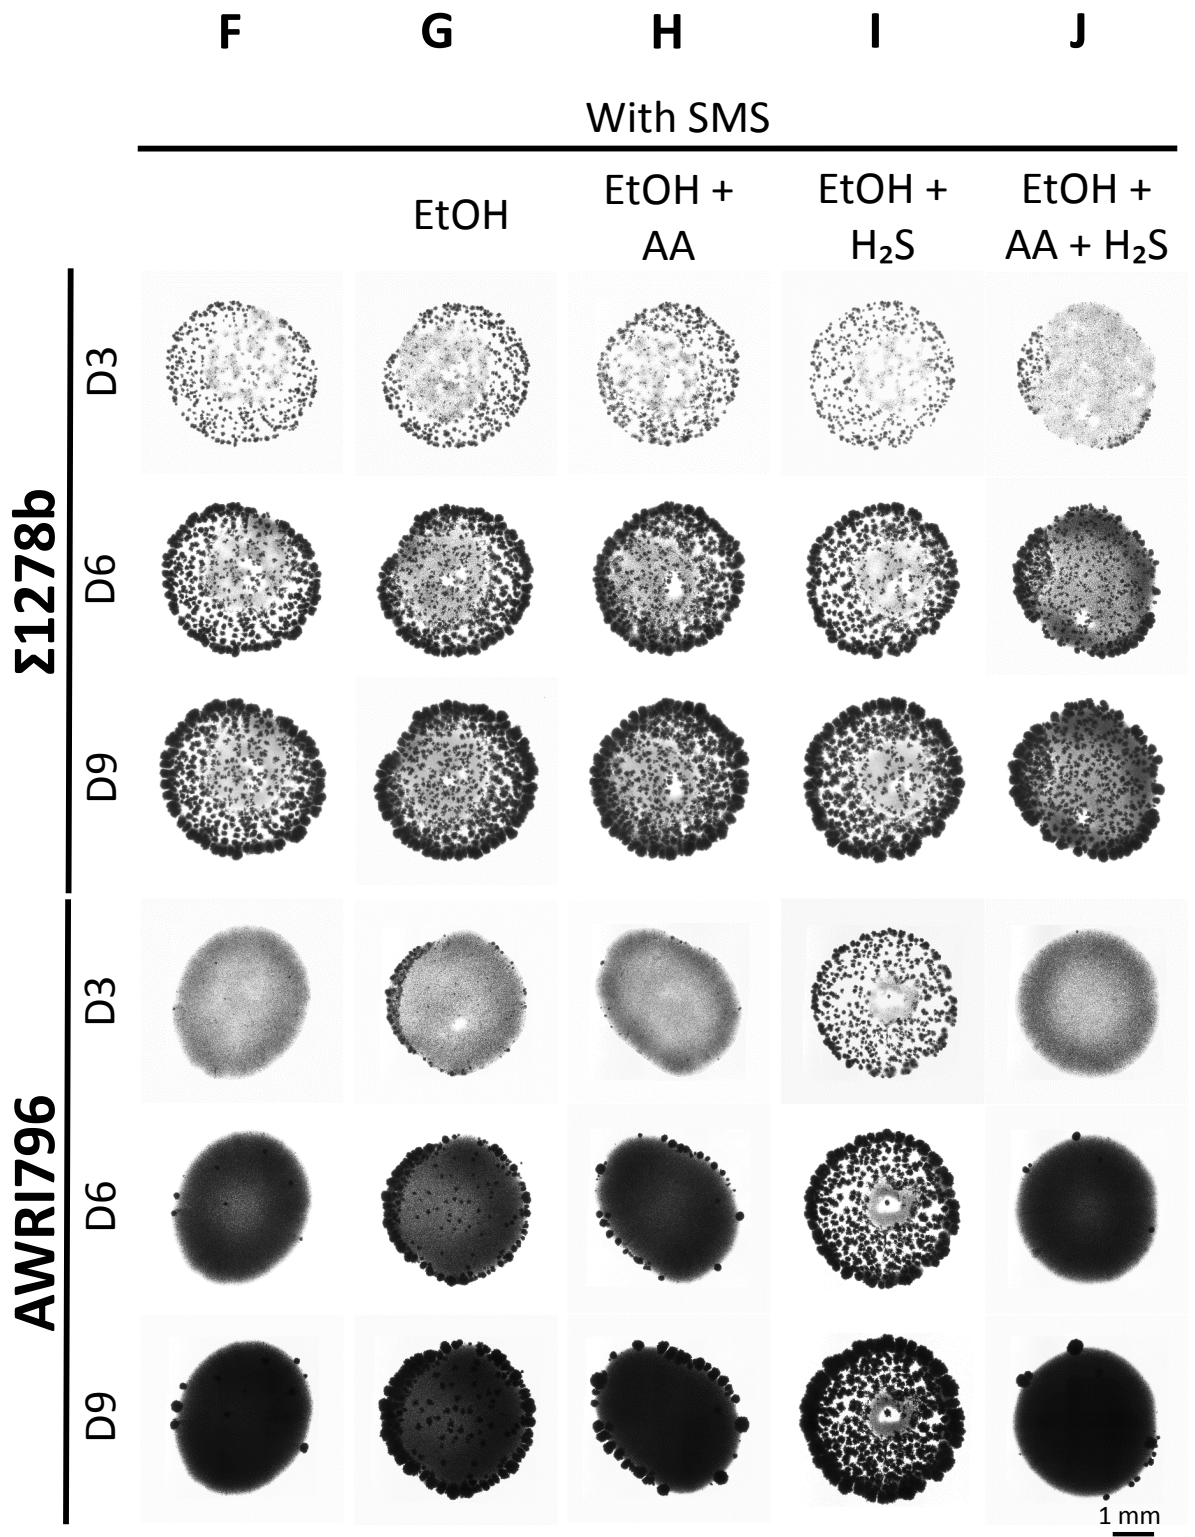 F G H I J
With SMS
EtOH
EtOH +
AA
EtOH +
H₂S
EtOH +
AA + H₂S
Σ1278b
D3
D6
D9
AWRI796
D3
D6
D9
1 mm